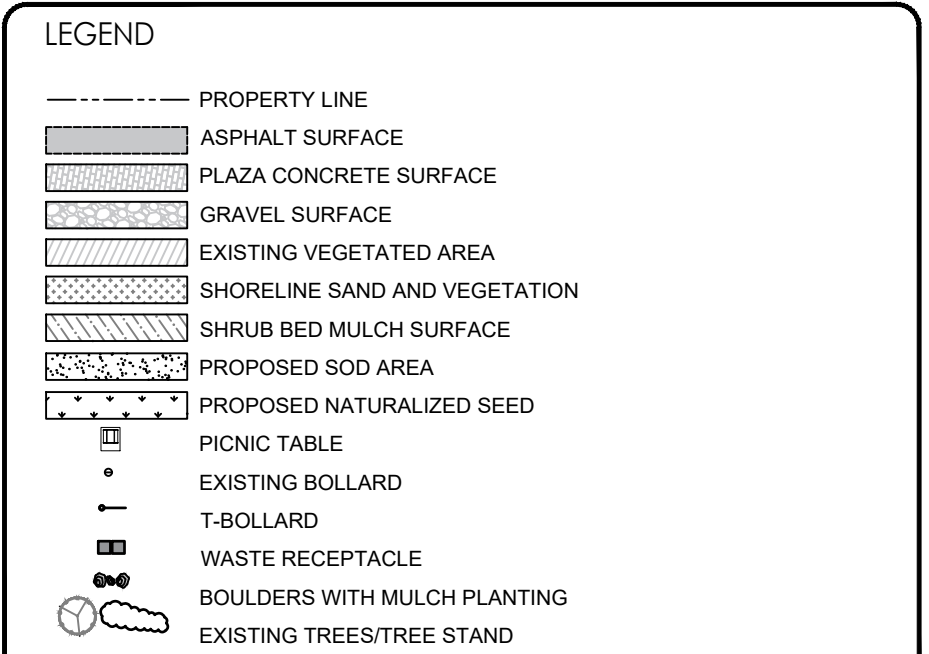 LEGEND
PROPERTY LINE
ASPHALT SURFACE
PLAZA CONCRETE SURFACE
GRAVEL SURFACE
EXISTING VEGETATED AREA
SHORELINE SAND AND VEGETATION
SHRUB BED MULCH SURFACE
PROPOSED SOD AREA
PROPOSED NATURALIZED SEED
PICNIC TABLE
EXISTING BOLLARD
T-BOLLARD
WASTE RECEPTACLE
BOULDERS WITH MULCH PLANTING
EXISTING TREES/TREE STAND